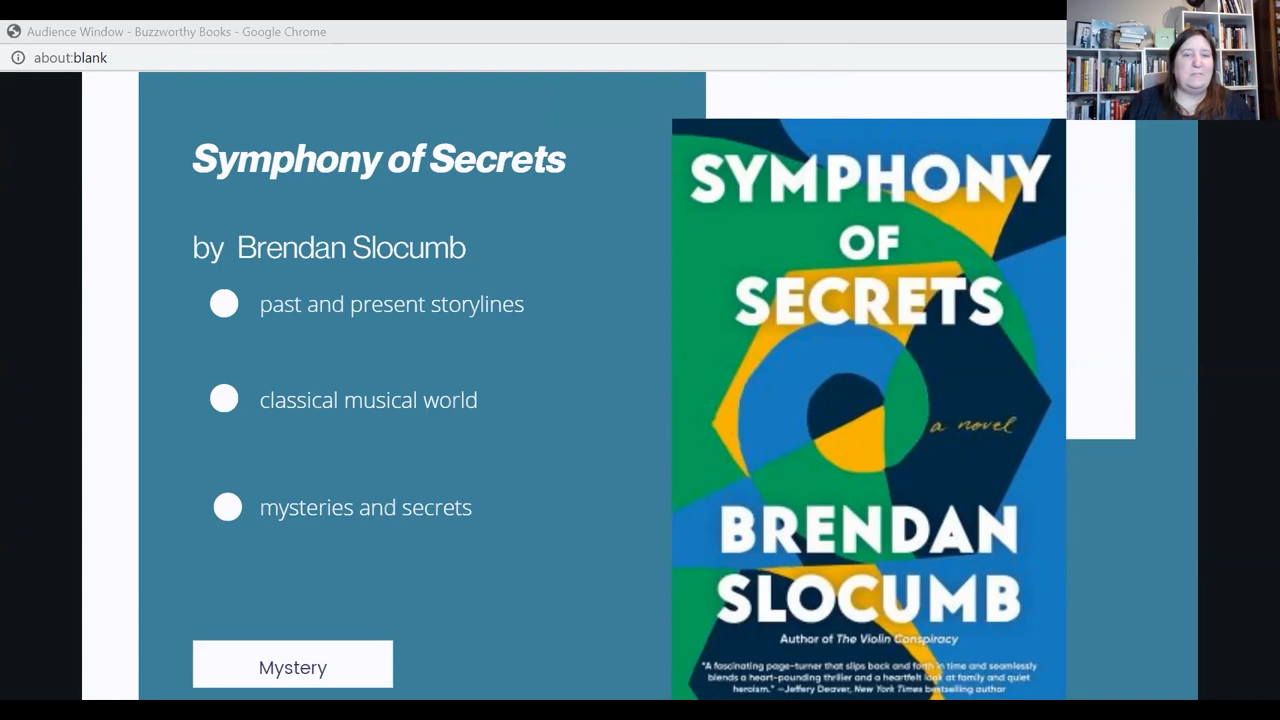 Audience Window - Buzzworthy Books - Google Chrome
about:blank
Symphony of Secrets
by Brendan Slocumb
past and present storylines
classical musical world
mysteries and secrets
Mystery
SYMPHONY
OF
SECRETS
a novel
BRENDAN
SLOCUMB
Author of The Violin Conspiracy
"A fascinating page-turner that slips back and forth in time and seamlessly
blends a heart-pounding thriller and a heartfelt look at family and quiet
heroism." —Jeffery Deaver, New York Times bestselling author